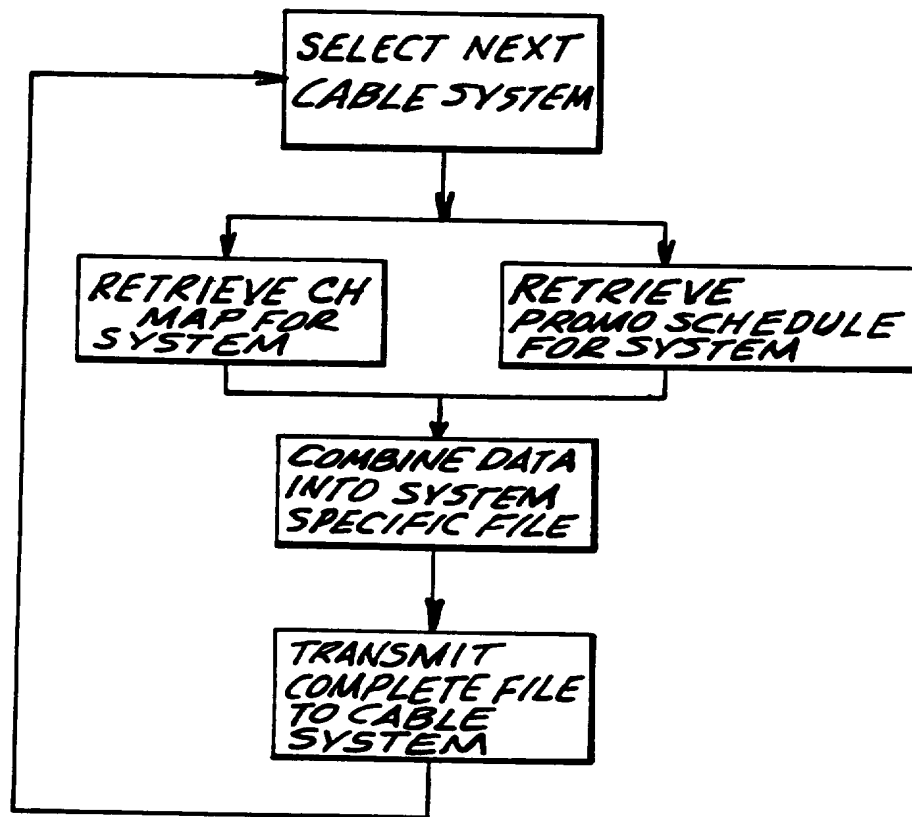 SELECT NEXT
CABLE SYSTEM
RETRIEVE CH
MAP FOR
SYSTEM
RETRIEVE
PROMO SCHEDULE
FOR SYSTEM
COMBINE DATA
INTO SYSTEM
SPECIFIC FILE
TRANSMIT
COMPLETE FILE
TO CABLE
SYSTEM